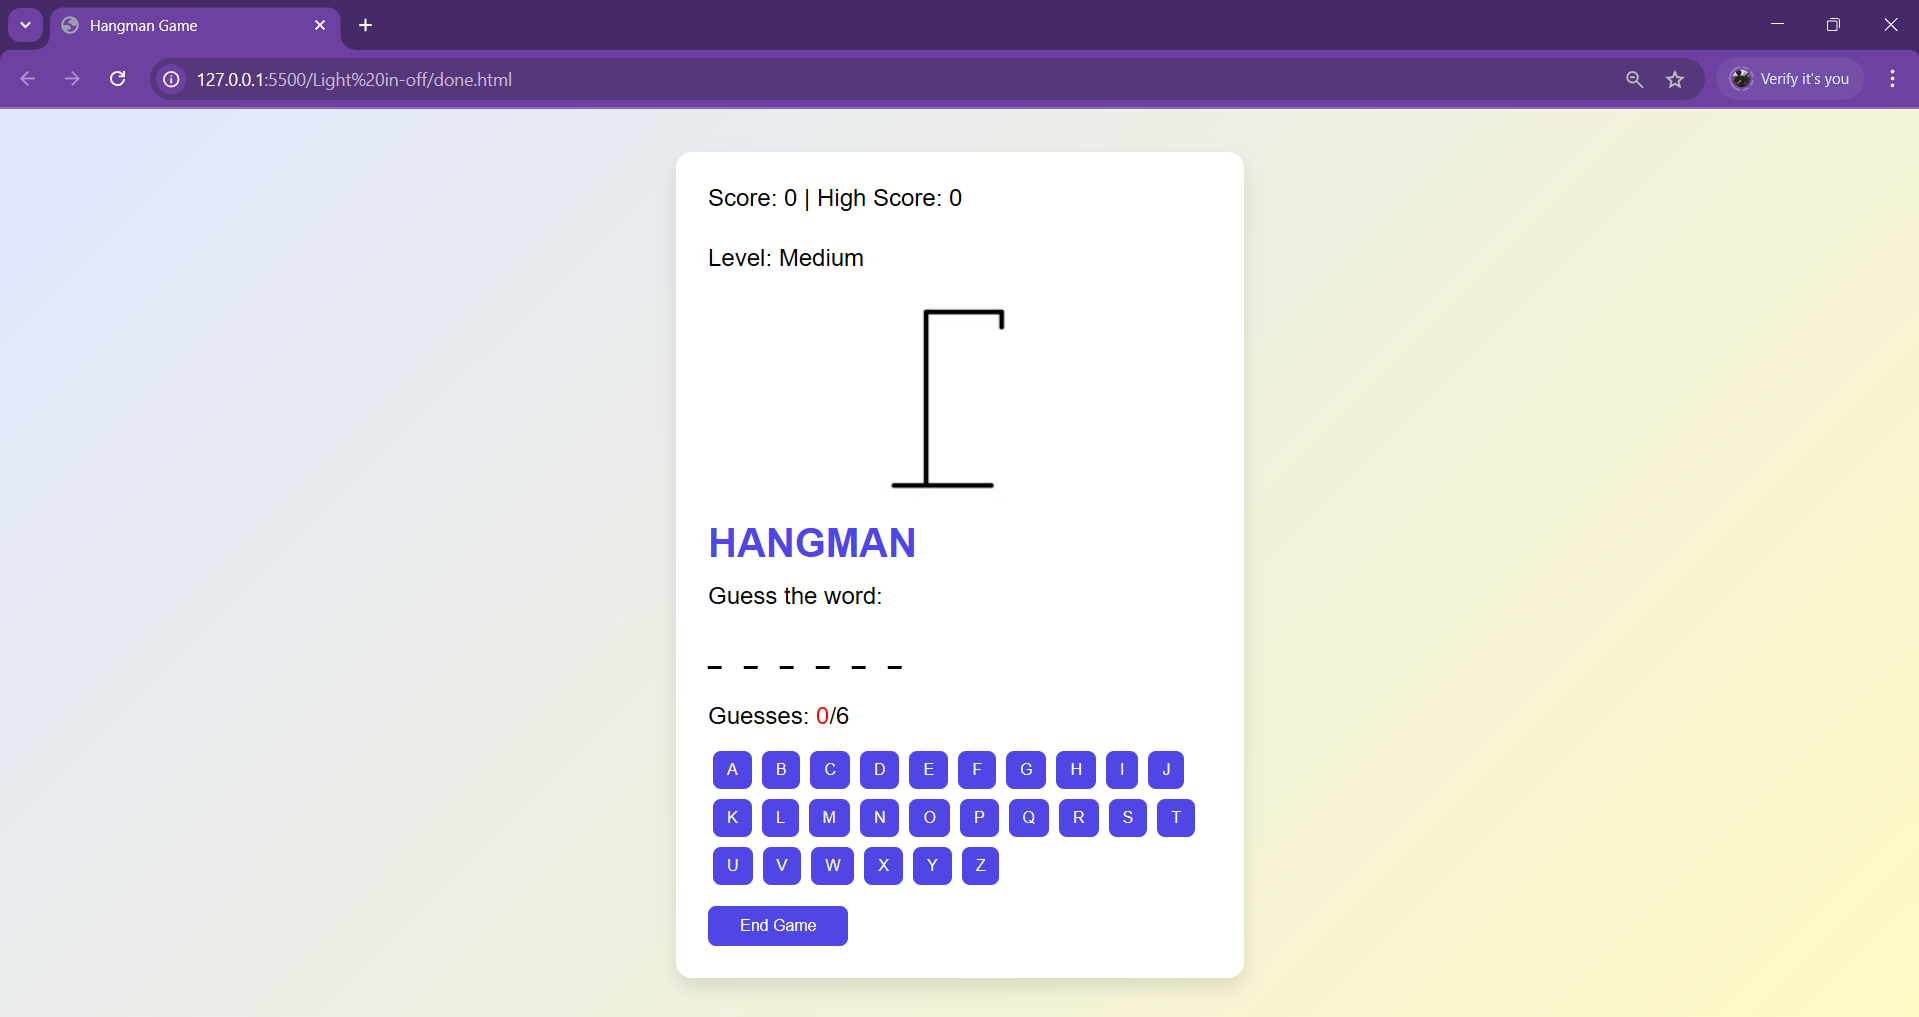 Hangman Game
127.0.0.1:5500/Light%20in-off/done.html
Verify it's you
Score: 0 | High Score: 0
Level: Medium
HANGMAN
Guess the word:
_ _ _ _ _ _
Guesses: 0/6
A B C D E F G H I J
K L M N O P Q R S T
U V W X Y Z
End Game